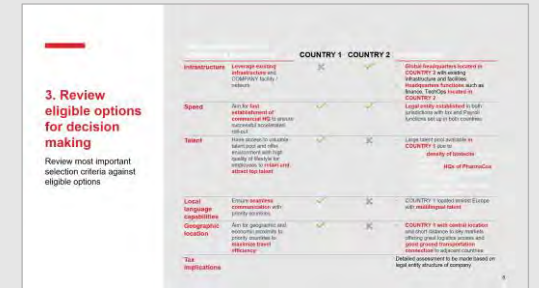 3. Review
eligible options
for decision
making
Review most important
selection criteria against
eligible options
COUNTRY 1 COUNTRY 2
Infrastructure
Leverage existing
infrastructure and
COMPANY facility /
network
Global headquarters located in
COUNTRY 2 with existing
infrastructure and facilities
Headquarters functions such as
finance, TechOps located in
COUNTRY 2
Speed
Aim for fast
establishment of
commercial HQ to ensure
successful accelerated
Legal entity established in both
jurisdictions with tax and Payroll
functions set up in both countries
Talent
Have access to valuable
talent pool and offer
environment with high
quality of lifestyle for
employees to retain and
attract top talent
Large talent pool available in
COUNTRY 1 due to
density of biotechs
HQs of PharmaCos
Local
language
capabilities
Ensure seamless
communication with
priority countries
COUNTRY 1 located around Europe
with multilingual talent
Geographic
location
Aim for geographic and
economic proximity to
priority countries to
maximize travel
efficiency
COUNTRY 1 with central location
and short distance to key markets
offering great logistics access and
good ground transportation
connection to adjacent countries
Tax
implications
Detailed assessment to be made based on
legal entity structure of company